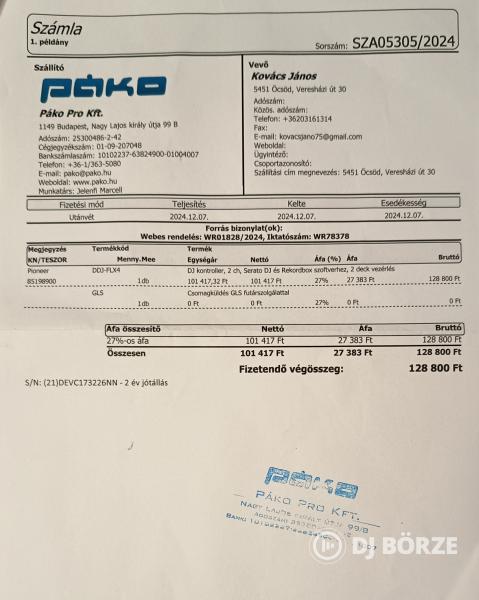 Számla
1. példány
Sorszám: SZA05305/2024
Szállító
PÁKO
Páko Pro Kft.
1149 Budapest, Nagy Lajos király útja 99 B
Adószám: 25300486-2-42
Cégjegyzékszám: 01-09-207048
Bankszámlaszám: 10102237-63824900-01004007
Telefon: +36-1/363-5080
E-mail: pako@pako.hu
Weboldal: www.pako.hu
Munkatárs: Jelenfi Marcell
Vevő
Kovács János
5451 Öcsöd, Veresházi út 30
Adószám:
Közös. adószám:
Telefon: +36203161314
Fax:
E-mail: kovacsjano75@gmail.com
Weboldal:
Ügyintéző:
Csoportazonosító:
Szállítási cím megnevezés: 5451 Öcsöd, Veresházi út 30
Fizetési mód Teljesítés Kelte Esedékesség
Utánvét 2024.12.07. 2024.12.07. 2024.12.07.
Forrás bizonylat(ok):
Webes rendelés: WR01828/2024, Iktatószám: WR78378
Megjegyzés Termékkód Termék
KN/TESZOR Menny.Mee Egységár Nettó Áfa (%) Áfa Bruttó
Pioneer DDJ-FLX4 DJ kontroller, 2 ch, Serato DJ és Rekordbox szoftverhez, 2 deck vezérlés
85198900 1db 101 417,32 Ft 101 417 Ft 27% 27 383 Ft 128 800 Ft
GLS Csomagküldés GLS futárszolgálattal
1db 0 Ft 0 Ft 27% 0 Ft 0 Ft
Áfa összesítő Nettó Áfa Bruttó
27%-os áfa 101 417 Ft 27 383 Ft 128 800 Ft
Összesen 101 417 Ft 27 383 Ft 128 800 Ft
Fizetendő végösszeg: 128 800 Ft
S/N: (21)DEVC173226NN - 2 év jótállás
PÁKO
PÁKO PRO KFT.
NAGY LAJOS 99/B
DJ BÖRZE